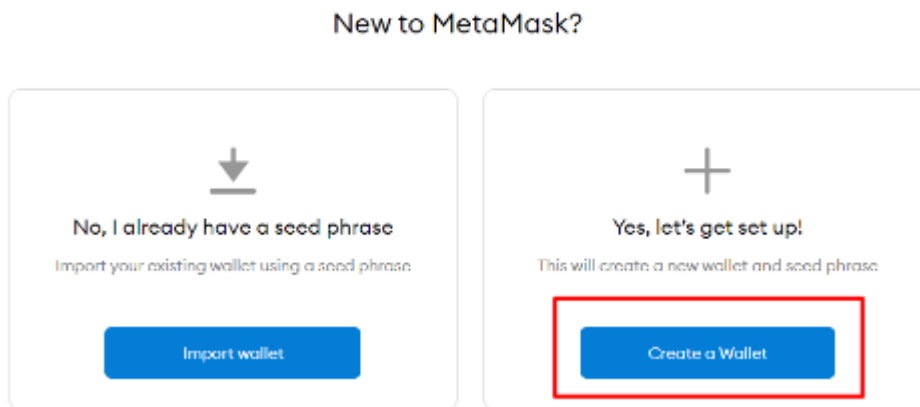 New to MetaMask?
No, I already have a seed phrase
Import your existing wallet using a seed phrase
Import wallet
Yes, let's get set up!
This will create a new wallet and seed phrase
Create a Wallet